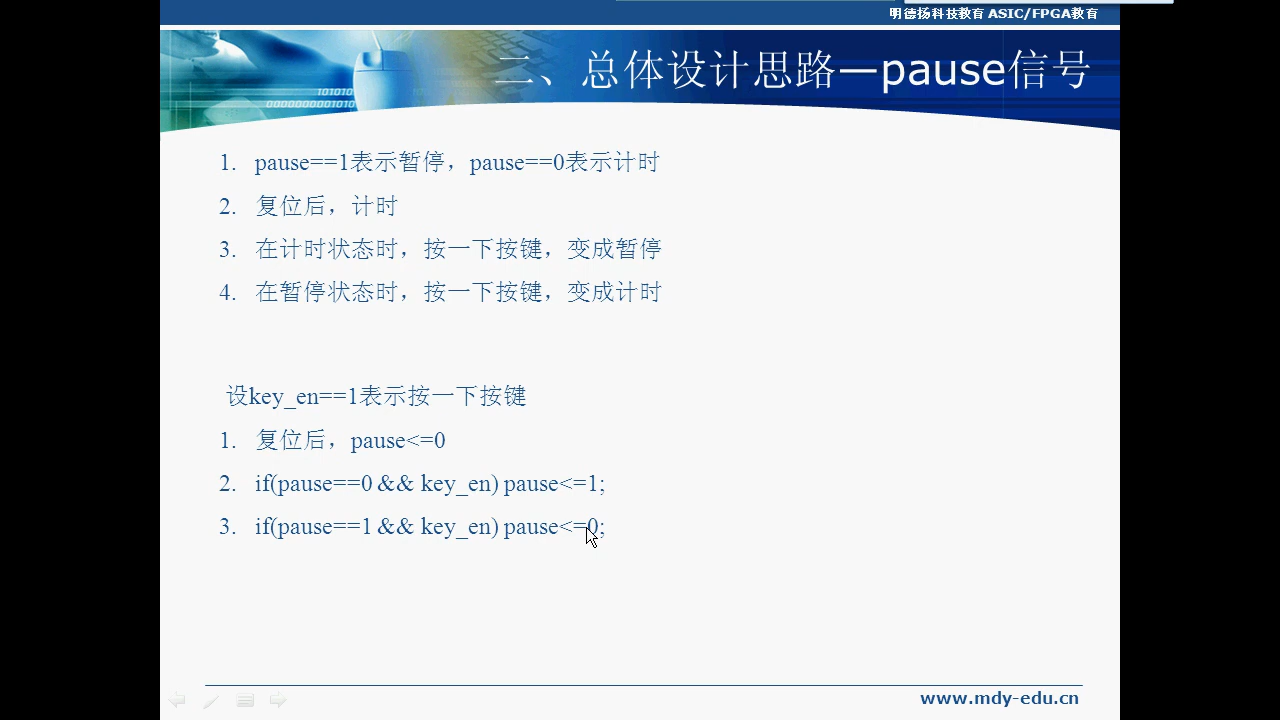 明德扬科技教育 ASIC/FPGA教育
二、总体设计思路—pause信号
101010
0000000001010
1. pause==1表示暂停，pause==0表示计时
2. 复位后，计时
3. 在计时状态时，按一下按键，变成暂停
4. 在暂停状态时，按一下按键，变成计时
设key_en==1表示按一下按键
1. 复位后，pause<=0
2. if(pause==0 && key_en) pause<=1;
3. if(pause==1 && key_en) pause<=0;
www.mdy-edu.cn